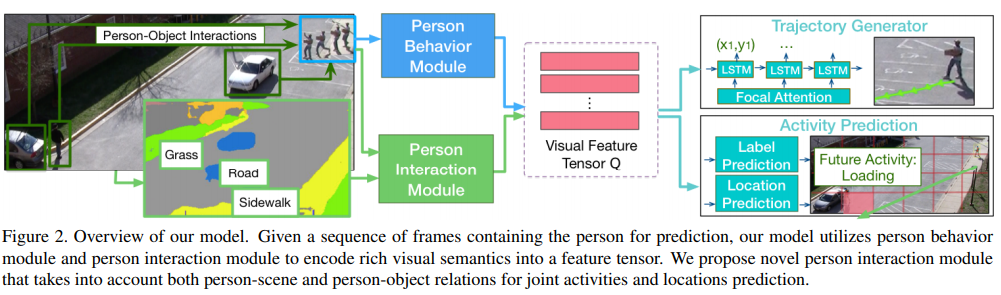 Person-Object Interactions
Grass
Road
Sidewalk
Person
Behavior
Module
Person
Interaction
Module
Visual Feature
Tensor Q
Trajectory Generator
(x1,y1) ...
LSTM LSTM LSTM
Focal Attention
Activity Prediction
Label
Prediction
Location
Prediction
Future Activity:
Loading
Figure 2. Overview of our model. Given a sequence of frames containing the person for prediction, our model utilizes person behavior
module and person interaction module to encode rich visual semantics into a feature tensor. We propose novel person interaction module
that takes into account both person-scene and person-object relations for joint activities and locations prediction.